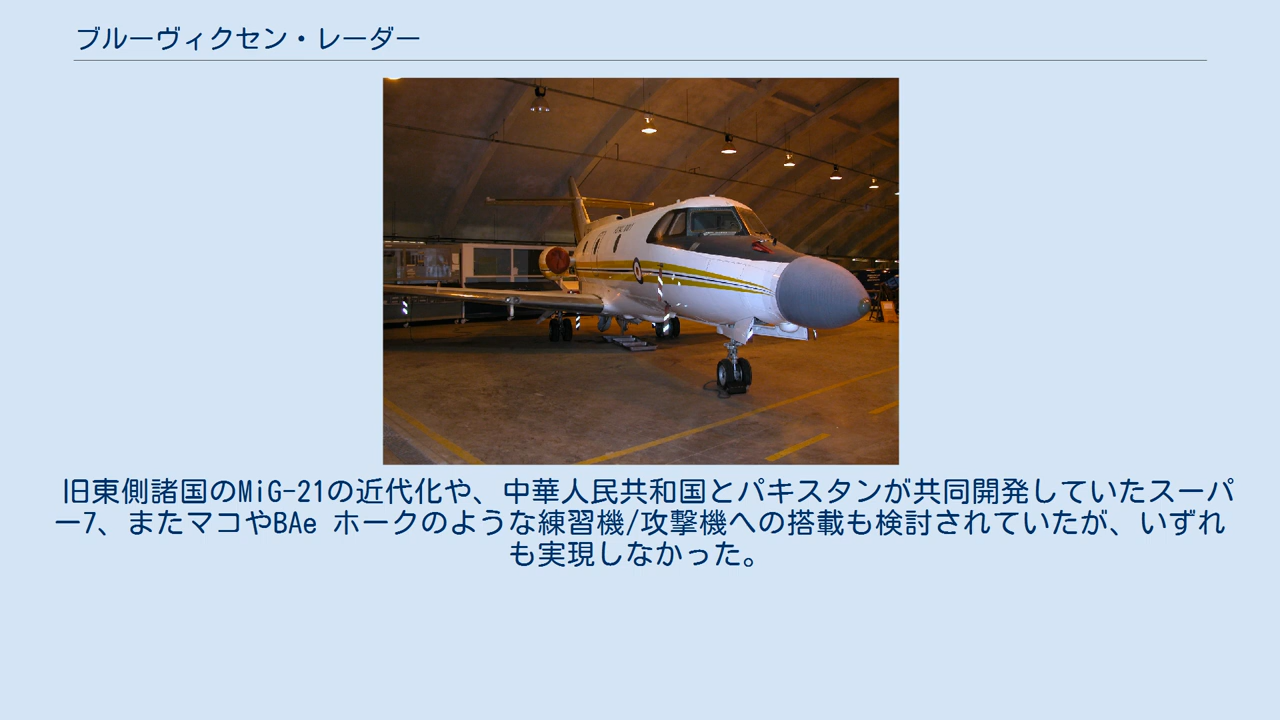 ブルーヴィクセン・レーダー
旧東側諸国のMiG-21の近代化や、中華人民共和国とパキスタンが共同開発していたスーパ
ー7、またマコやBAe ホークのような練習機/攻撃機への搭載も検討されていたが、いずれ
も実現しなかった。